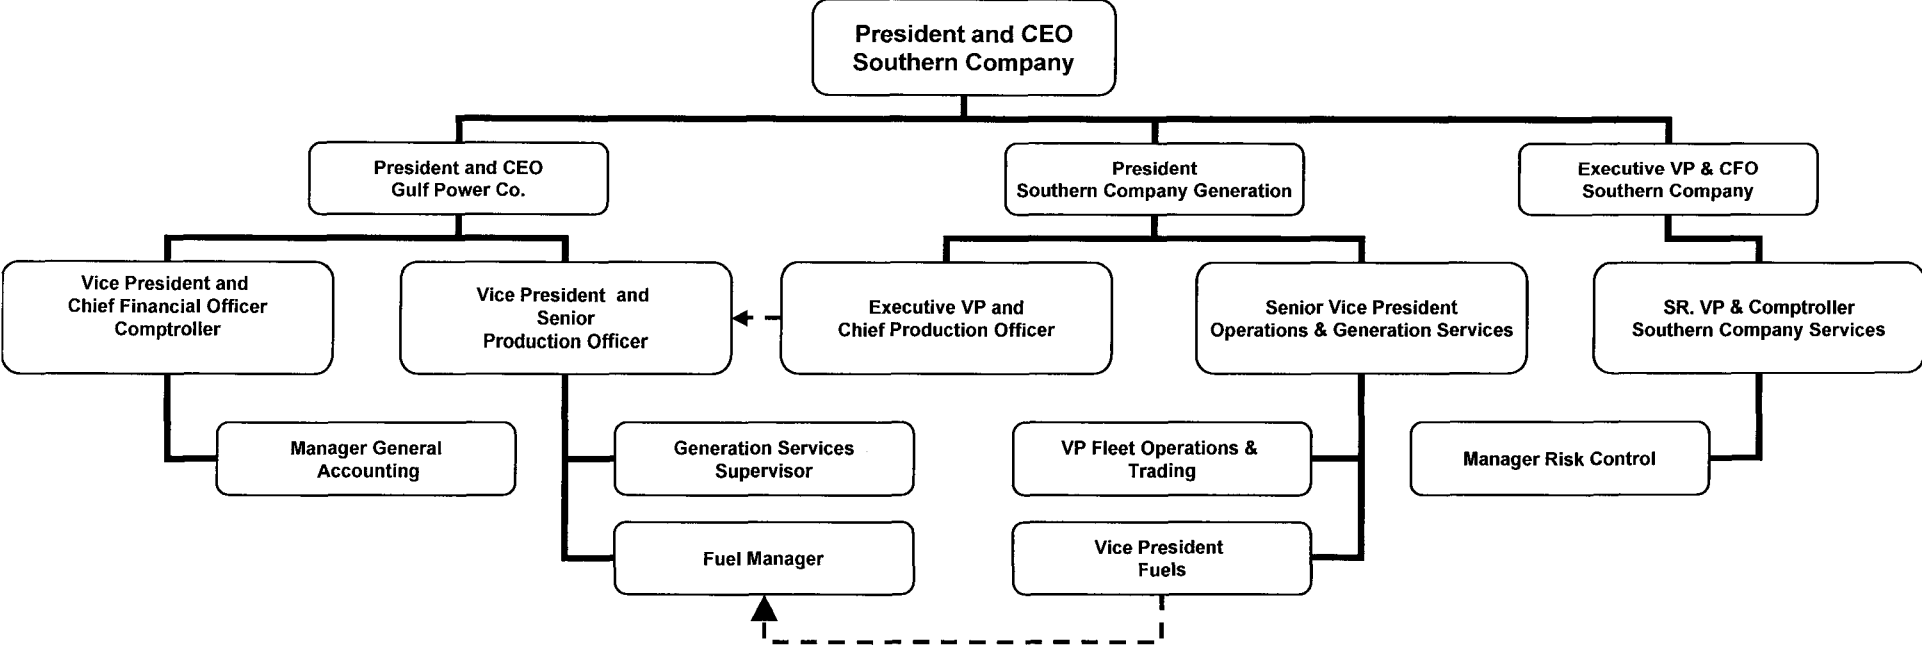 President and CEO
Southern Company
President and CEO
Gulf Power Co.
President
Southern Company Generation
Executive VP & CFO
Southern Company
Vice President and
Chief Financial Officer
Comptroller
Vice President and
Senior
Production Officer
Executive VP and
Chief Production Officer
Senior Vice President
Operations & Generation Services
SR. VP & Comptroller
Southern Company Services
Manager General
Accounting
Generation Services
Supervisor
VP Fleet Operations &
Trading
Manager Risk Control
Fuel Manager
Vice President
Fuels